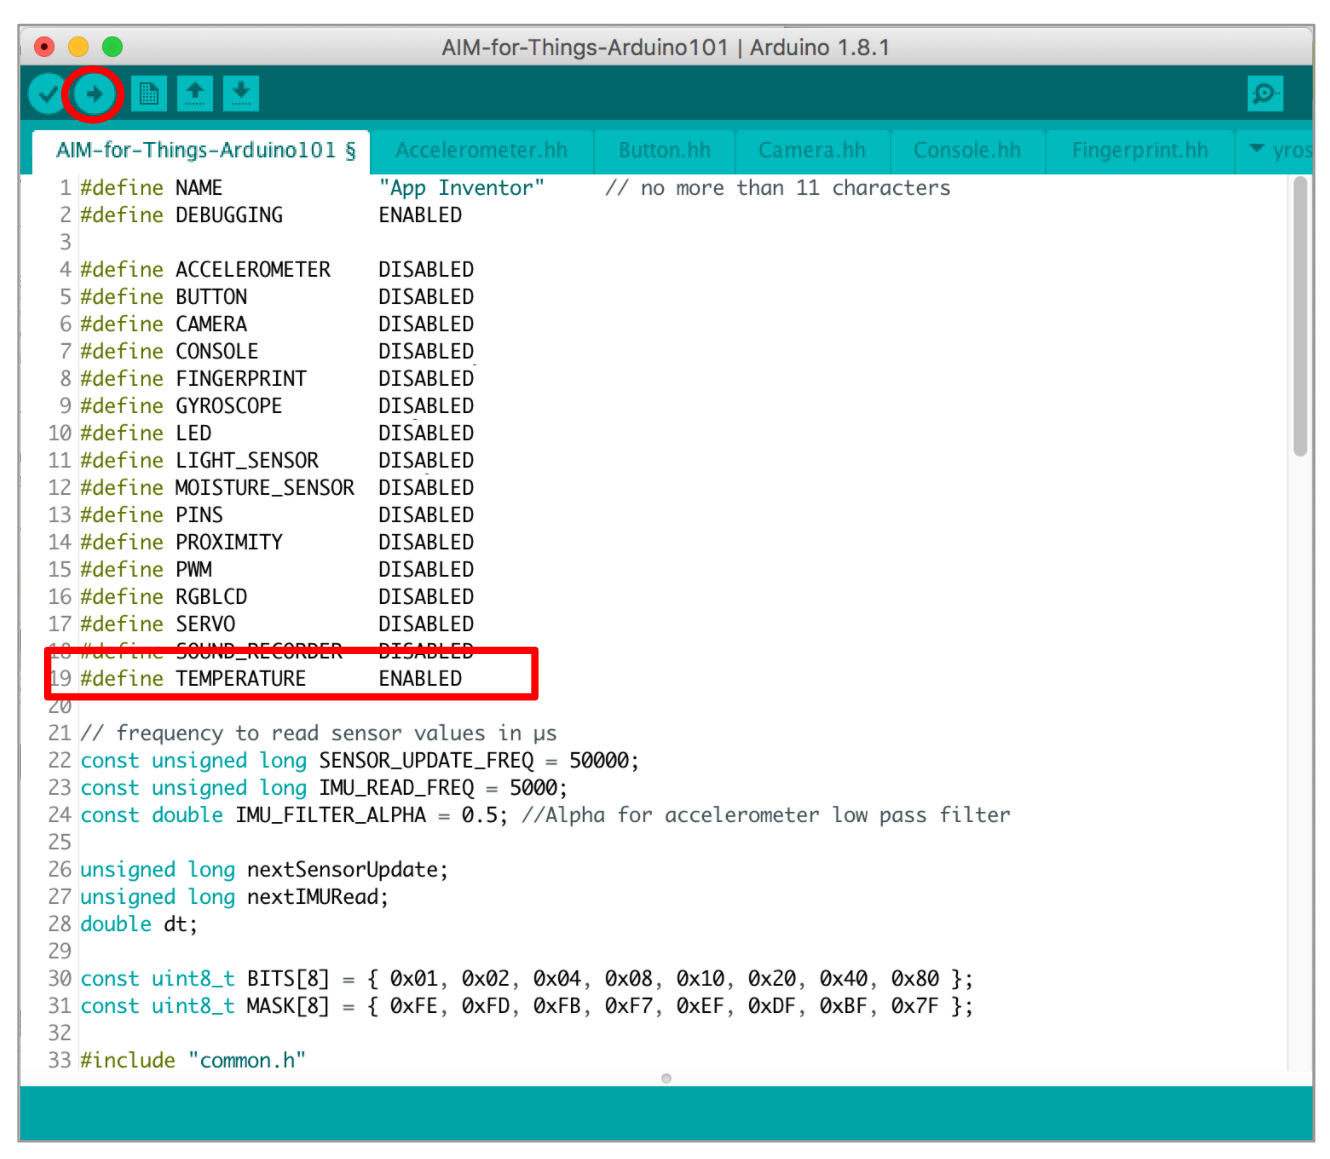 AIM-for-Things-Arduino101 | Arduino 1.8.1
AIM-for-Things-Arduino101 § Accelerometer.hh Button.hh Camera.hh Console.hh Fingerprint.hh yros
1 #define NAME "App Inventor" // no more than 11 characters
2 #define DEBUGGING ENABLED
3
4 #define ACCELEROMETER DISABLED
5 #define BUTTON DISABLED
6 #define CAMERA DISABLED
7 #define CONSOLE DISABLED
8 #define FINGERPRINT DISABLED
9 #define GYROSCOPE DISABLED
10 #define LED DISABLED
11 #define LIGHT_SENSOR DISABLED
12 #define MOISTURE_SENSOR DISABLED
13 #define PINS DISABLED
14 #define PROXIMITY DISABLED
15 #define PWM DISABLED
16 #define RGBLCD DISABLED
17 #define SERVO DISABLED
18 #define SOUND_RECORDER DISABLED
19 #define TEMPERATURE ENABLED
20
21 // frequency to read sensor values in µs
22 const unsigned long SENSOR_UPDATE_FREQ = 50000;
23 const unsigned long IMU_READ_FREQ = 5000;
24 const double IMU_FILTER_ALPHA = 0.5; //Alpha for accelerometer low pass filter
25
26 unsigned long nextSensorUpdate;
27 unsigned long nextIMURead;
28 double dt;
29
30 const uint8_t BITS[8] = { 0x01, 0x02, 0x04, 0x08, 0x10, 0x20, 0x40, 0x80 };
31 const uint8_t MASK[8] = { 0xFE, 0xFD, 0xFB, 0xF7, 0xEF, 0xDF, 0xBF, 0x7F };
32
33 #include "common.h"